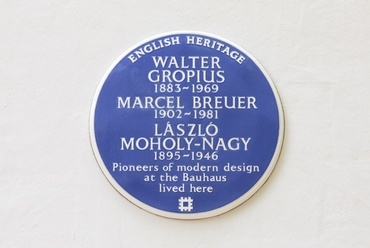 ENGLISH HERITAGE
WALTER
GROPIUS
1883~1969
MARCEL BREUER
1902~1981
LÁSZLÓ
MOHOLY-NAGY
1895~1946
Pioneers of modern design
at the Bauhaus
lived here